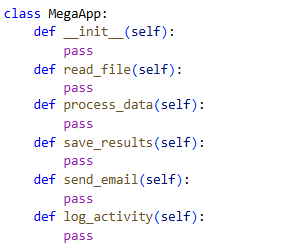 class MegaApp:
    def __init__(self):
        pass
    def read_file(self):
        pass
    def process_data(self):
        pass
    def save_results(self):
        pass
    def send_email(self):
        pass
    def log_activity(self):
        pass